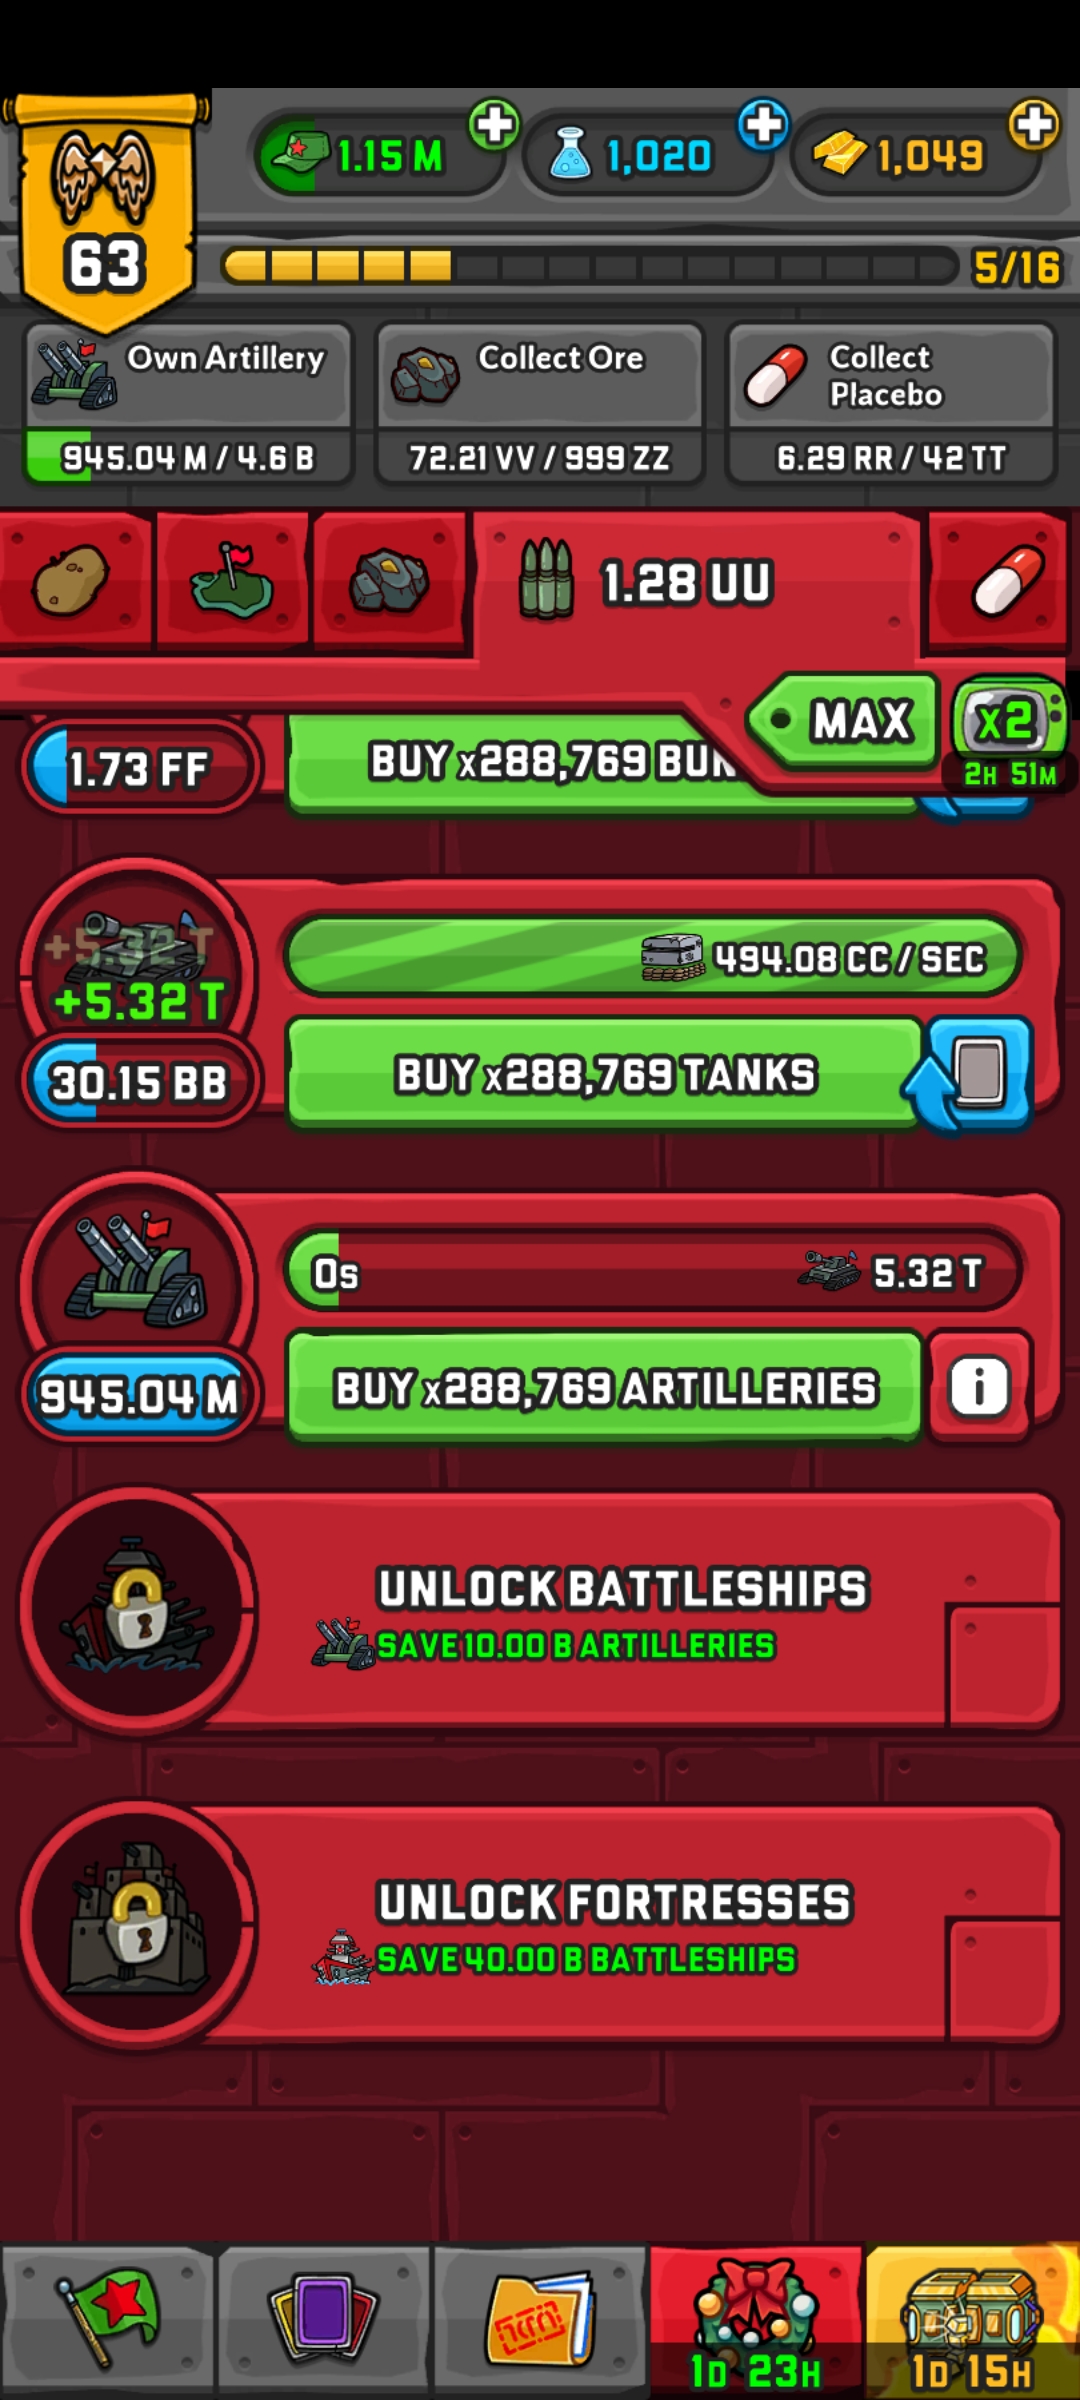 1.15 M
1,020
1,049
63
5/16
Own Artillery
945.04 M / 4.6 B
Collect Ore
72.21 VV / 999 ZZ
Collect
Placebo
6.29 RR / 42 TT
1.28 UU
MAX
x2
2H 51M
1.73 FF
BUY x288,769 BUN
+5.32 T
+5.32 T
494.08 CC / SEC
30.15 BB
BUY x288,769 TANKS
0s
5.32 T
945.04 M
BUY x288,769 ARTILLERIES
i
UNLOCK BATTLESHIPS
SAVE 10.00 B ARTILLERIES
UNLOCK FORTRESSES
SAVE 40.00 B BATTLESHIPS
1D 23H
1D 15H